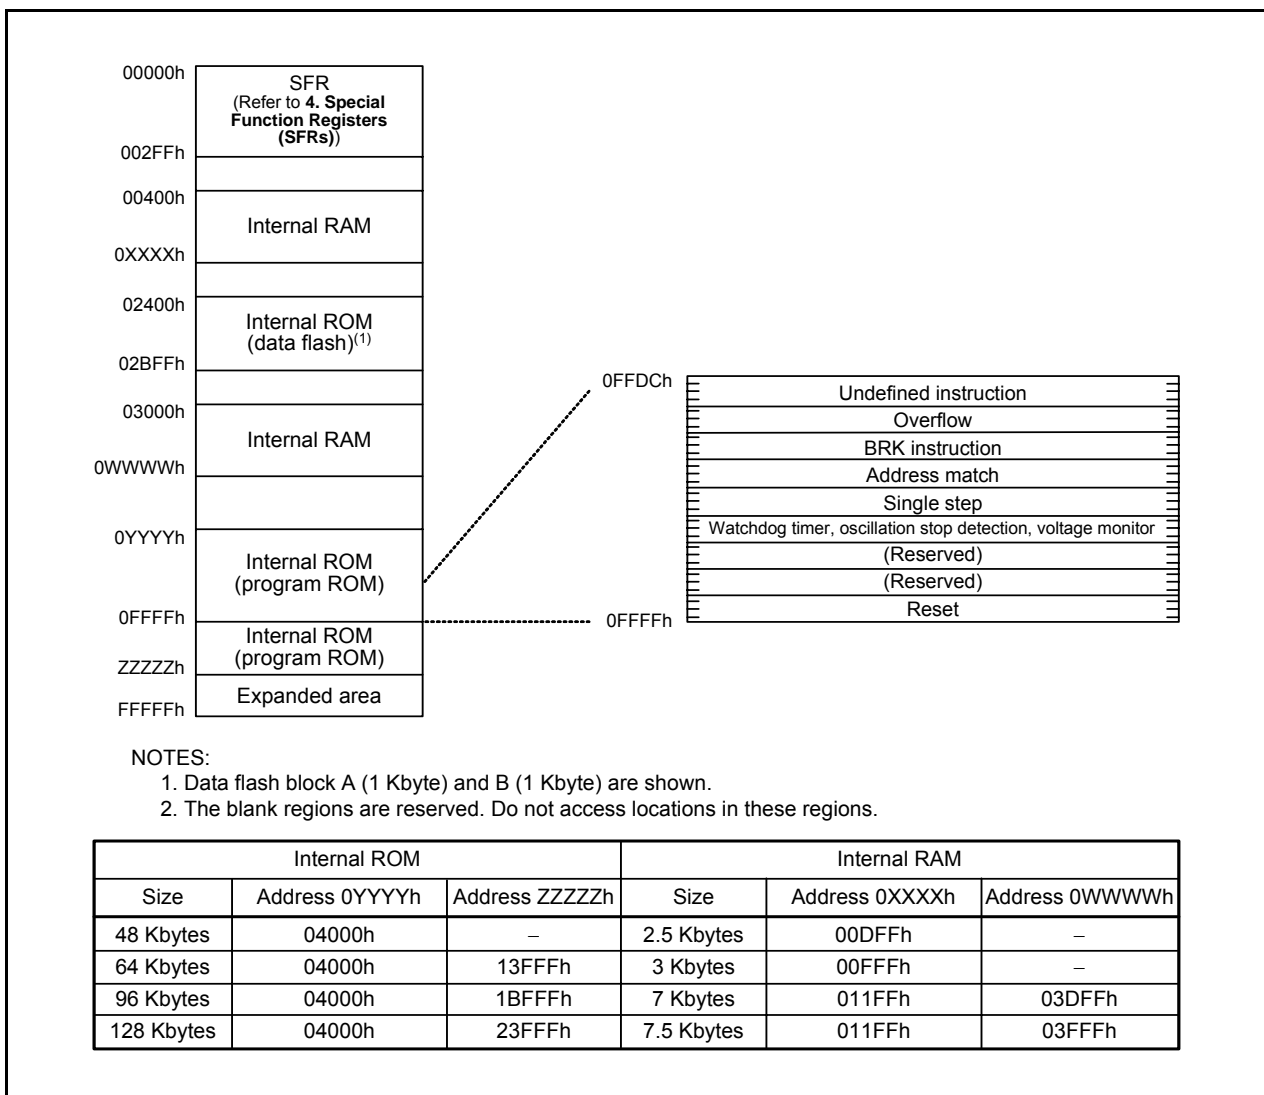 00000h
SFR
(Refer to 4. Special
Function Registers
(SFRs))
002FFh
00400h
Internal RAM
0XXXXh
02400h
Internal ROM
(data flash)(1)
02BFFh
03000h
Internal RAM
0WWWWh
0YYYYh
Internal ROM
(program ROM)
0FFFFh
Internal ROM
(program ROM)
ZZZZZh
Expanded area
FFFFFh
0FFDCh
Undefined instruction
Overflow
BRK instruction
Address match
Single step
Watchdog timer, oscillation stop detection, voltage monitor
(Reserved)
(Reserved)
Reset
0FFFFh
NOTES:
1. Data flash block A (1 Kbyte) and B (1 Kbyte) are shown.
2. The blank regions are reserved. Do not access locations in these regions.
Internal ROM Internal RAM
Size Address 0YYYYh Address ZZZZZh Size Address 0XXXXh Address 0WWWWh
48 Kbytes 04000h – 2.5 Kbytes 00DFFh –
64 Kbytes 04000h 13FFFh 3 Kbytes 00FFFh –
96 Kbytes 04000h 1BFFFh 7 Kbytes 011FFh 03DFFh
128 Kbytes 04000h 23FFFh 7.5 Kbytes 011FFh 03FFFh